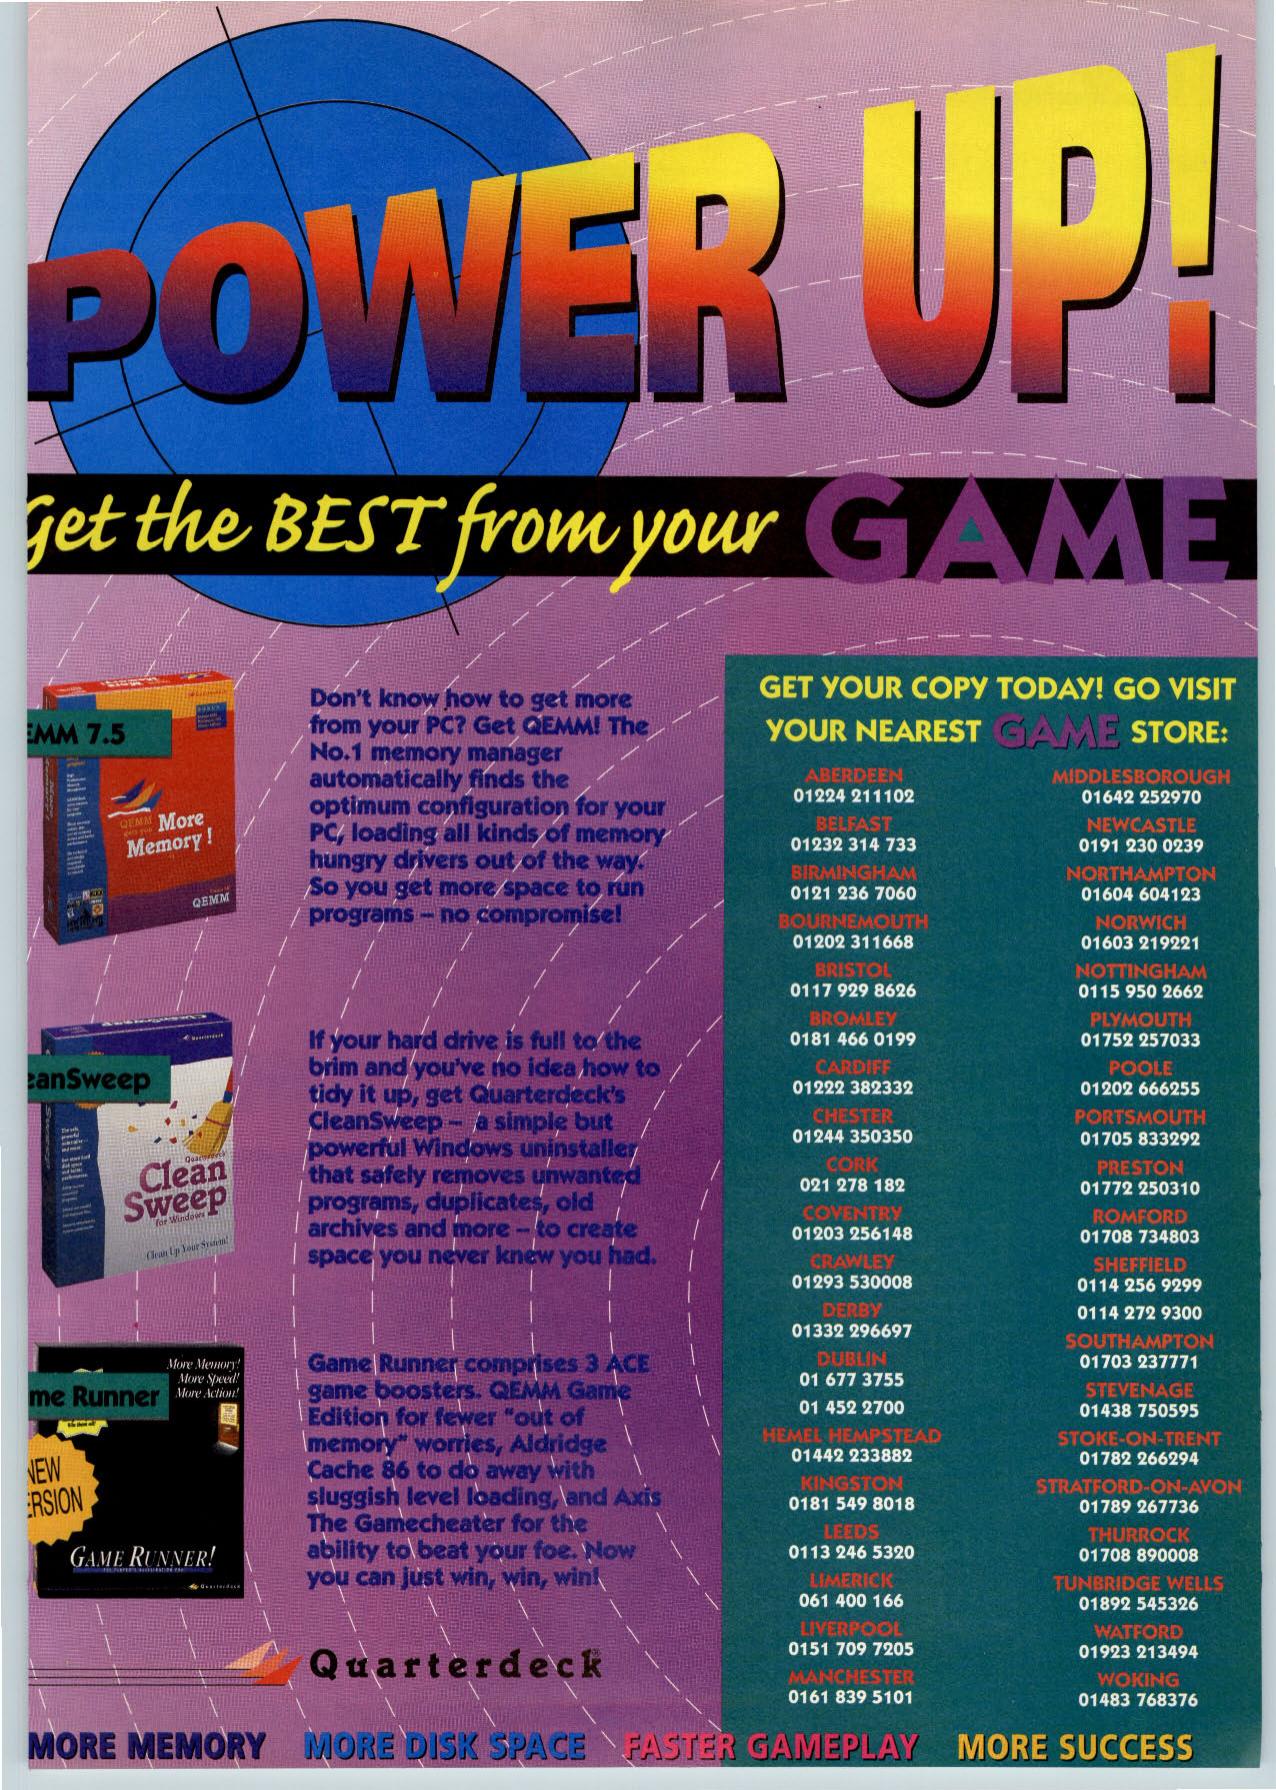 POWER UP!
Get the BEST from your GAME
EMM 7.5
QEMM
gets you More
Memory!
QEMM
Don't know how to get more
from your PC? Get QEMM! The
No.1 memory manager
automatically finds the
optimum configuration for your
PC, loading all kinds of memory
hungry drivers out of the way.
So you get more space to run
programs – no compromise!
CleanSweep
Quarterdeck
eanSweep
Quarterdeck
Clean
Sweep
for Windows
Clean Up Your System!
If your hard drive is full to the
brim and you've no idea how to
tidy it up, get Quarterdeck's
CleanSweep – a simple but
powerful Windows uninstaller
that safely removes unwanted
programs, duplicates, old
archives and more – to create
space you never knew you had.
More Memory!
More Speed!
More Action!
me Runner
NEW
ERSION
GAME RUNNER!
Quarterdeck
Game Runner comprises 3 ACE
game boosters. QEMM Game
Edition for fewer "out of
memory" worries, Aldridge
Cache 86 to do away with
sluggish level loading, and Axis
The Gamecheater for the
ability to beat your foe. Now
you can just win, win, win!
Quarterdeck®
GET YOUR COPY TODAY! GO VISIT
YOUR NEAREST GAME STORE:
ABERDEEN
01224 211102
BELFAST
01232 314 733
BIRMINGHAM
0121 236 7060
BOURNEMOUTH
01202 311668
BRISTOL
0117 929 8626
BROMLEY
0181 466 0199
CARDIFF
01222 382332
CHESTER
01244 350350
CORK
021 278 182
COVENTRY
01203 256148
CRAWLEY
01293 530008
DERBY
01332 296697
DUBLIN
01 677 3755
01 452 2700
HEMEL HEMPSTEAD
01442 233882
KINGSTON
0181 549 8018
LEEDS
0113 246 5320
LIMERICK
061 400 166
LIVERPOOL
0151 709 7205
MANCHESTER
0161 839 5101
MIDDLESBOROUGH
01642 252970
NEWCASTLE
0191 230 0239
NORTHAMPTON
01604 604123
NORWICH
01603 219221
NOTTINGHAM
0115 950 2662
PLYMOUTH
01752 257033
POOLE
01202 666255
PORTSMOUTH
01705 833292
PRESTON
01772 250310
ROMFORD
01708 734803
SHEFFIELD
0114 256 9299
0114 272 9300
SOUTHAMPTON
01703 237771
STEVENAGE
01438 750595
STOKE-ON-TRENT
01782 266294
STRATFORD-ON-AVON
01789 267736
THURROCK
01708 890008
TUNBRIDGE WELLS
01892 545326
WATFORD
01923 213494
WOKING
01483 768376
MORE MEMORY MORE DISK SPACE FASTER GAMEPLAY MORE SUCCESS